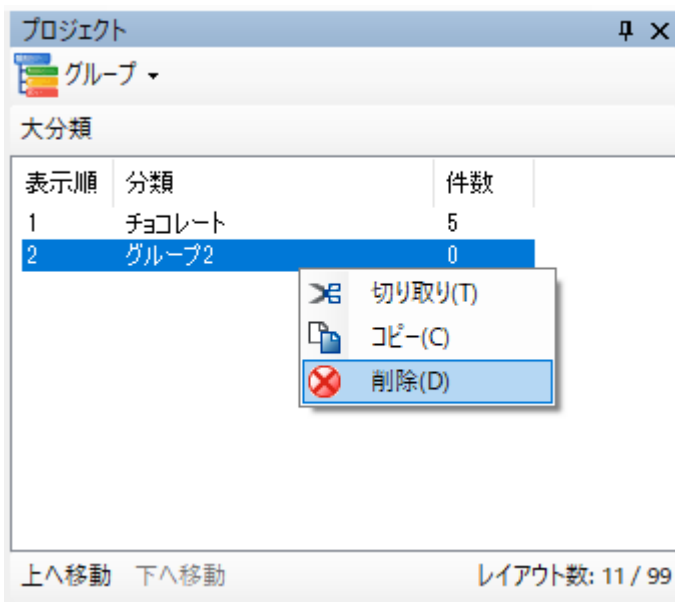 プロジェクト
グループ
大分類
表示順 分類 件数
1 チョコレート 5
2 グループ2 0
切り取り(T)
コピー(C)
削除(D)
上へ移動 下へ移動 レイアウト数: 11 / 99